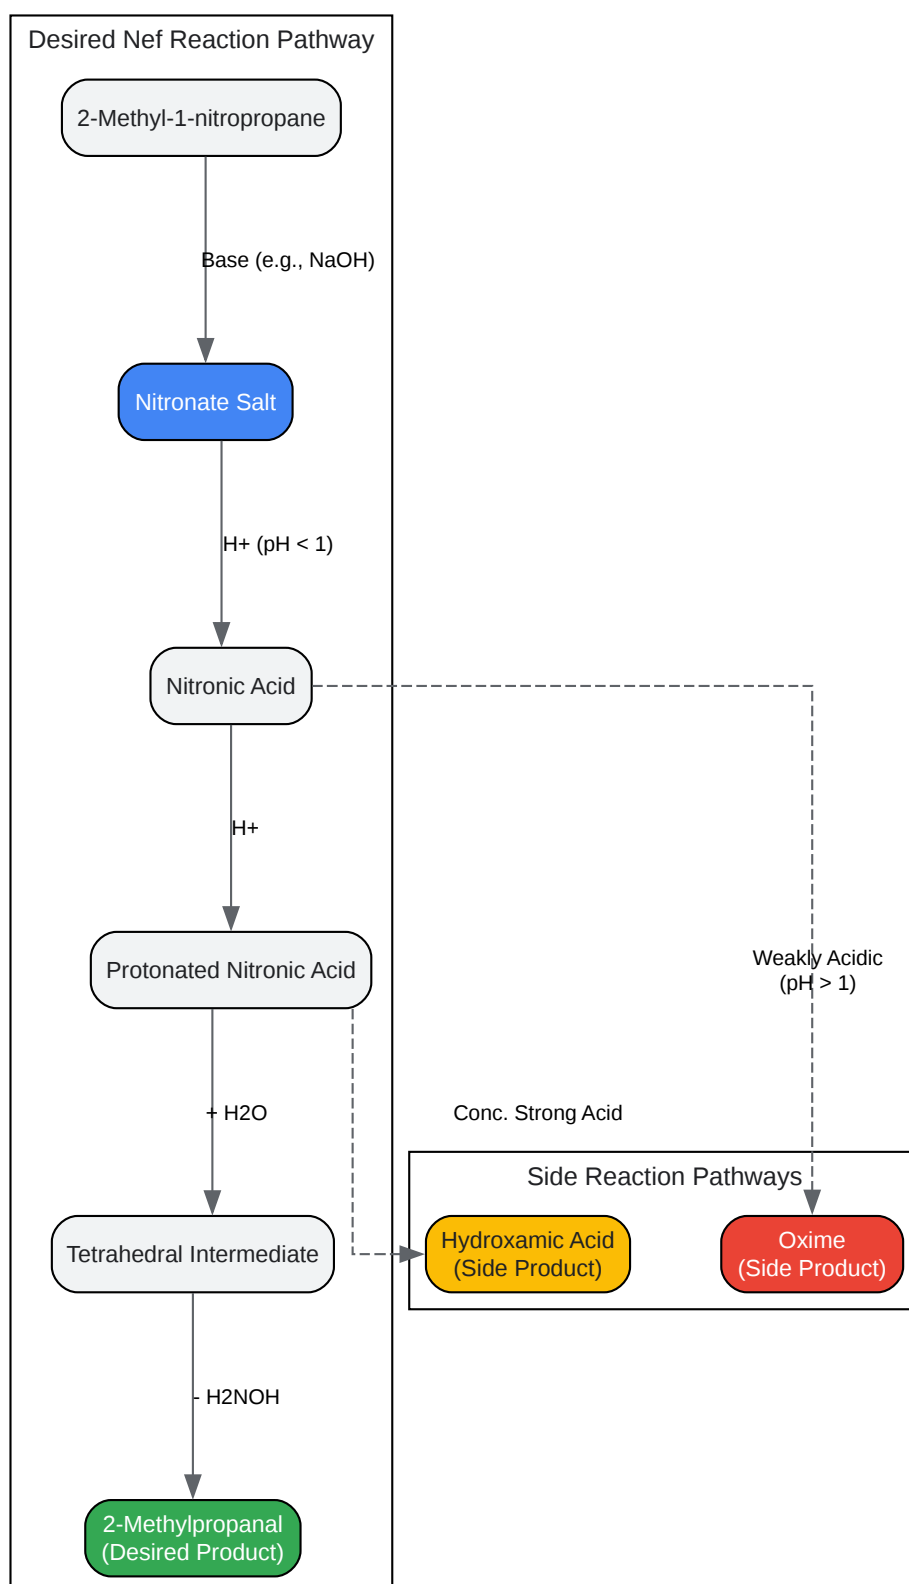 Desired Nef Reaction Pathway
2-Methyl-1-nitropropane
Base (e.g., NaOH)
Nitronate Salt
H+ (pH < 1)
Nitronic Acid
H+
Protonated Nitronic Acid
Weakly Acidic
(pH > 1)
+ H2O
Conc. Strong Acid
Side Reaction Pathways
Tetrahedral Intermediate
Hydroxamic Acid
(Side Product)
Oxime
(Side Product)
- H2NOH
2-Methylpropanal
(Desired Product)